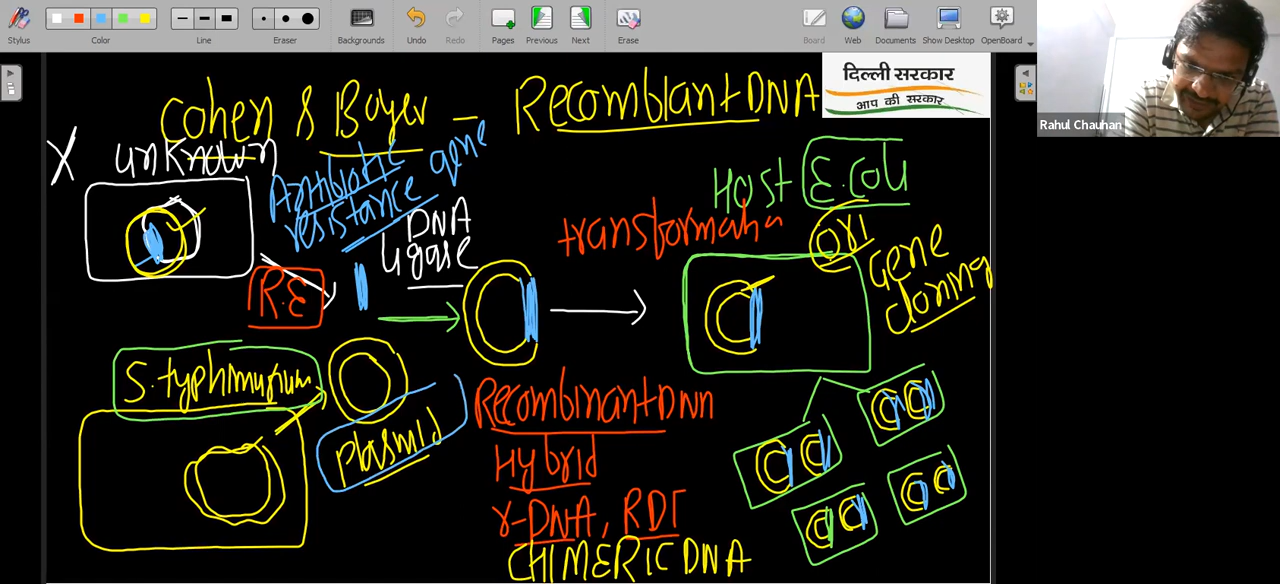 Stylus
Color
Line
Eraser
Backgrounds
Undo
Redo
Pages
Previous
Next
Erase
Board
Web
Documents
Show Desktop
OpenBoard
दिल्ली सरकार
आप की सरकार
Rahul Chauhan
Cohen & Boyer – Recombiant DNA
X unknown
Antibiotic resistance gene
Host E.coli
DNA ligase
transformation
ori
Gene cloning
R.E
S.typhimurium
plasmid
Recombinant DNA
Hybrid
r-DNA, RDT
CHIMERIC DNA